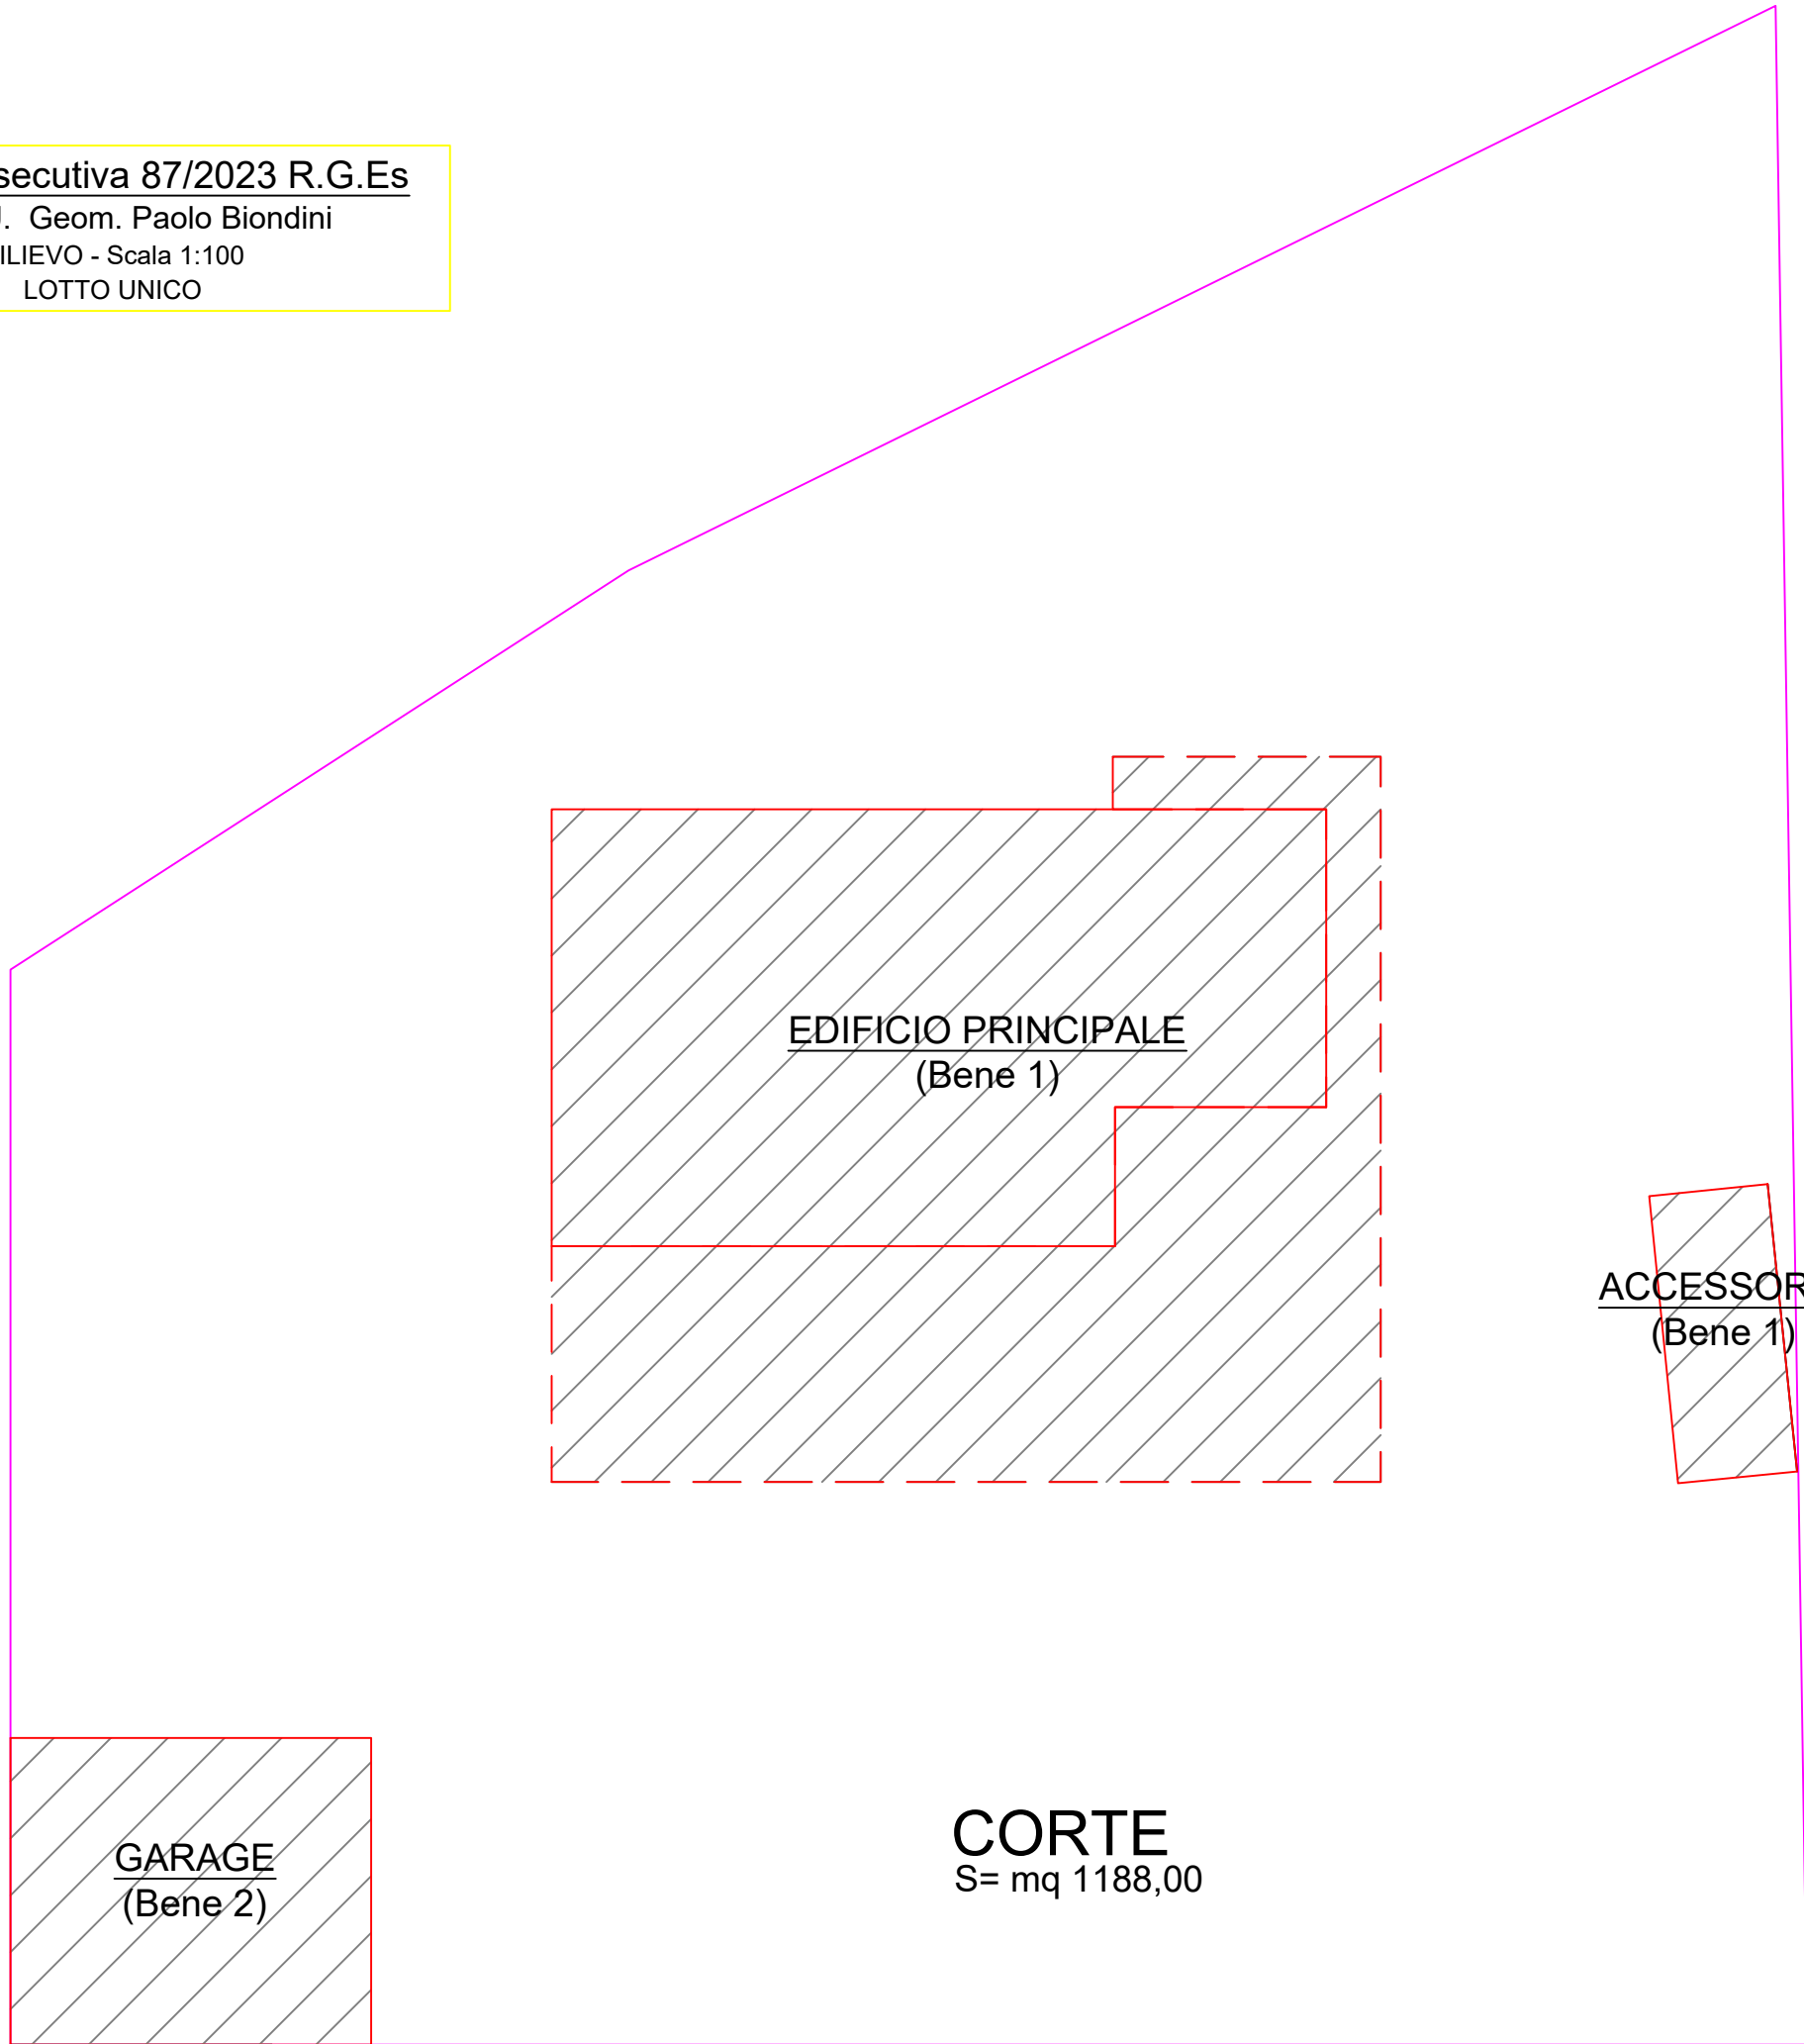 secutiva 87/2023 R.G.Es
. Geom. Paolo Biondini
ILIEVO - Scala 1:100
LOTTO UNICO
EDIFICIO PRINCIPALE
(Bene 1)
ACCESSOR
(Bene 1)
GARAGE
(Bene 2)
CORTE
S= mq 1188,00